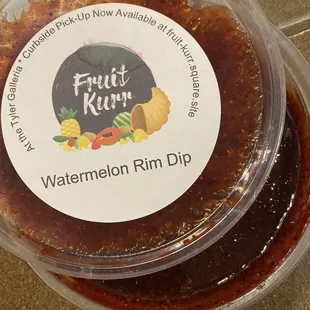 At the Tyler Galleria * Curbside Pick-Up Now Available at fruit-kurr.square.site
Fruit
Kurr
Watermelon Rim Dip